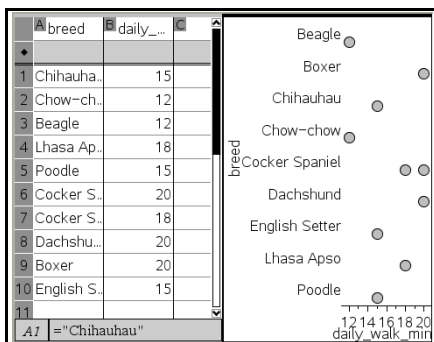 A breed B daily_... C
◆
1 Chihauha.. 15
2 Chow-ch.. 12
3 Beagle 12
4 Lhasa Ap.. 18
5 Poodle 15
6 Cocker S.. 20
7 Cocker S.. 18
8 Dachshu... 20
9 Boxer 20
10 English S.. 15
11
A1 ="Chihauhau"
Beagle
Boxer
Chihauhau
Chow-chow
Cocker Spaniel
Dachshund
English Setter
Lhasa Apso
Poodle
breed
12 14 16 18 20
daily_walk_min